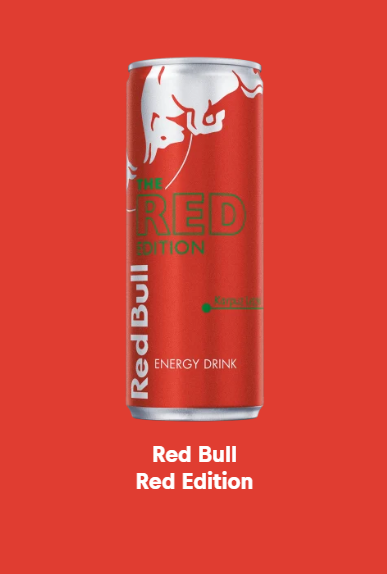 THE
RED
EDITION
Red Bull
ENERGY DRINK
Red Bull
Red Edition